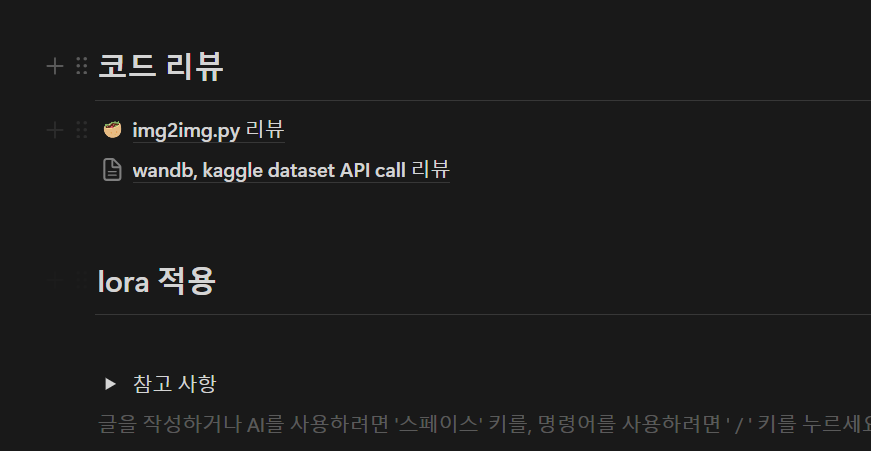 코드 리뷰
img2img.py 리뷰
wandb, kaggle dataset API call 리뷰
lora 적용
참고 사항
글을 작성하거나 AI를 사용하려면 '스페이스' 키를, 명령어를 사용하려면 ' / ' 키를 누르세요